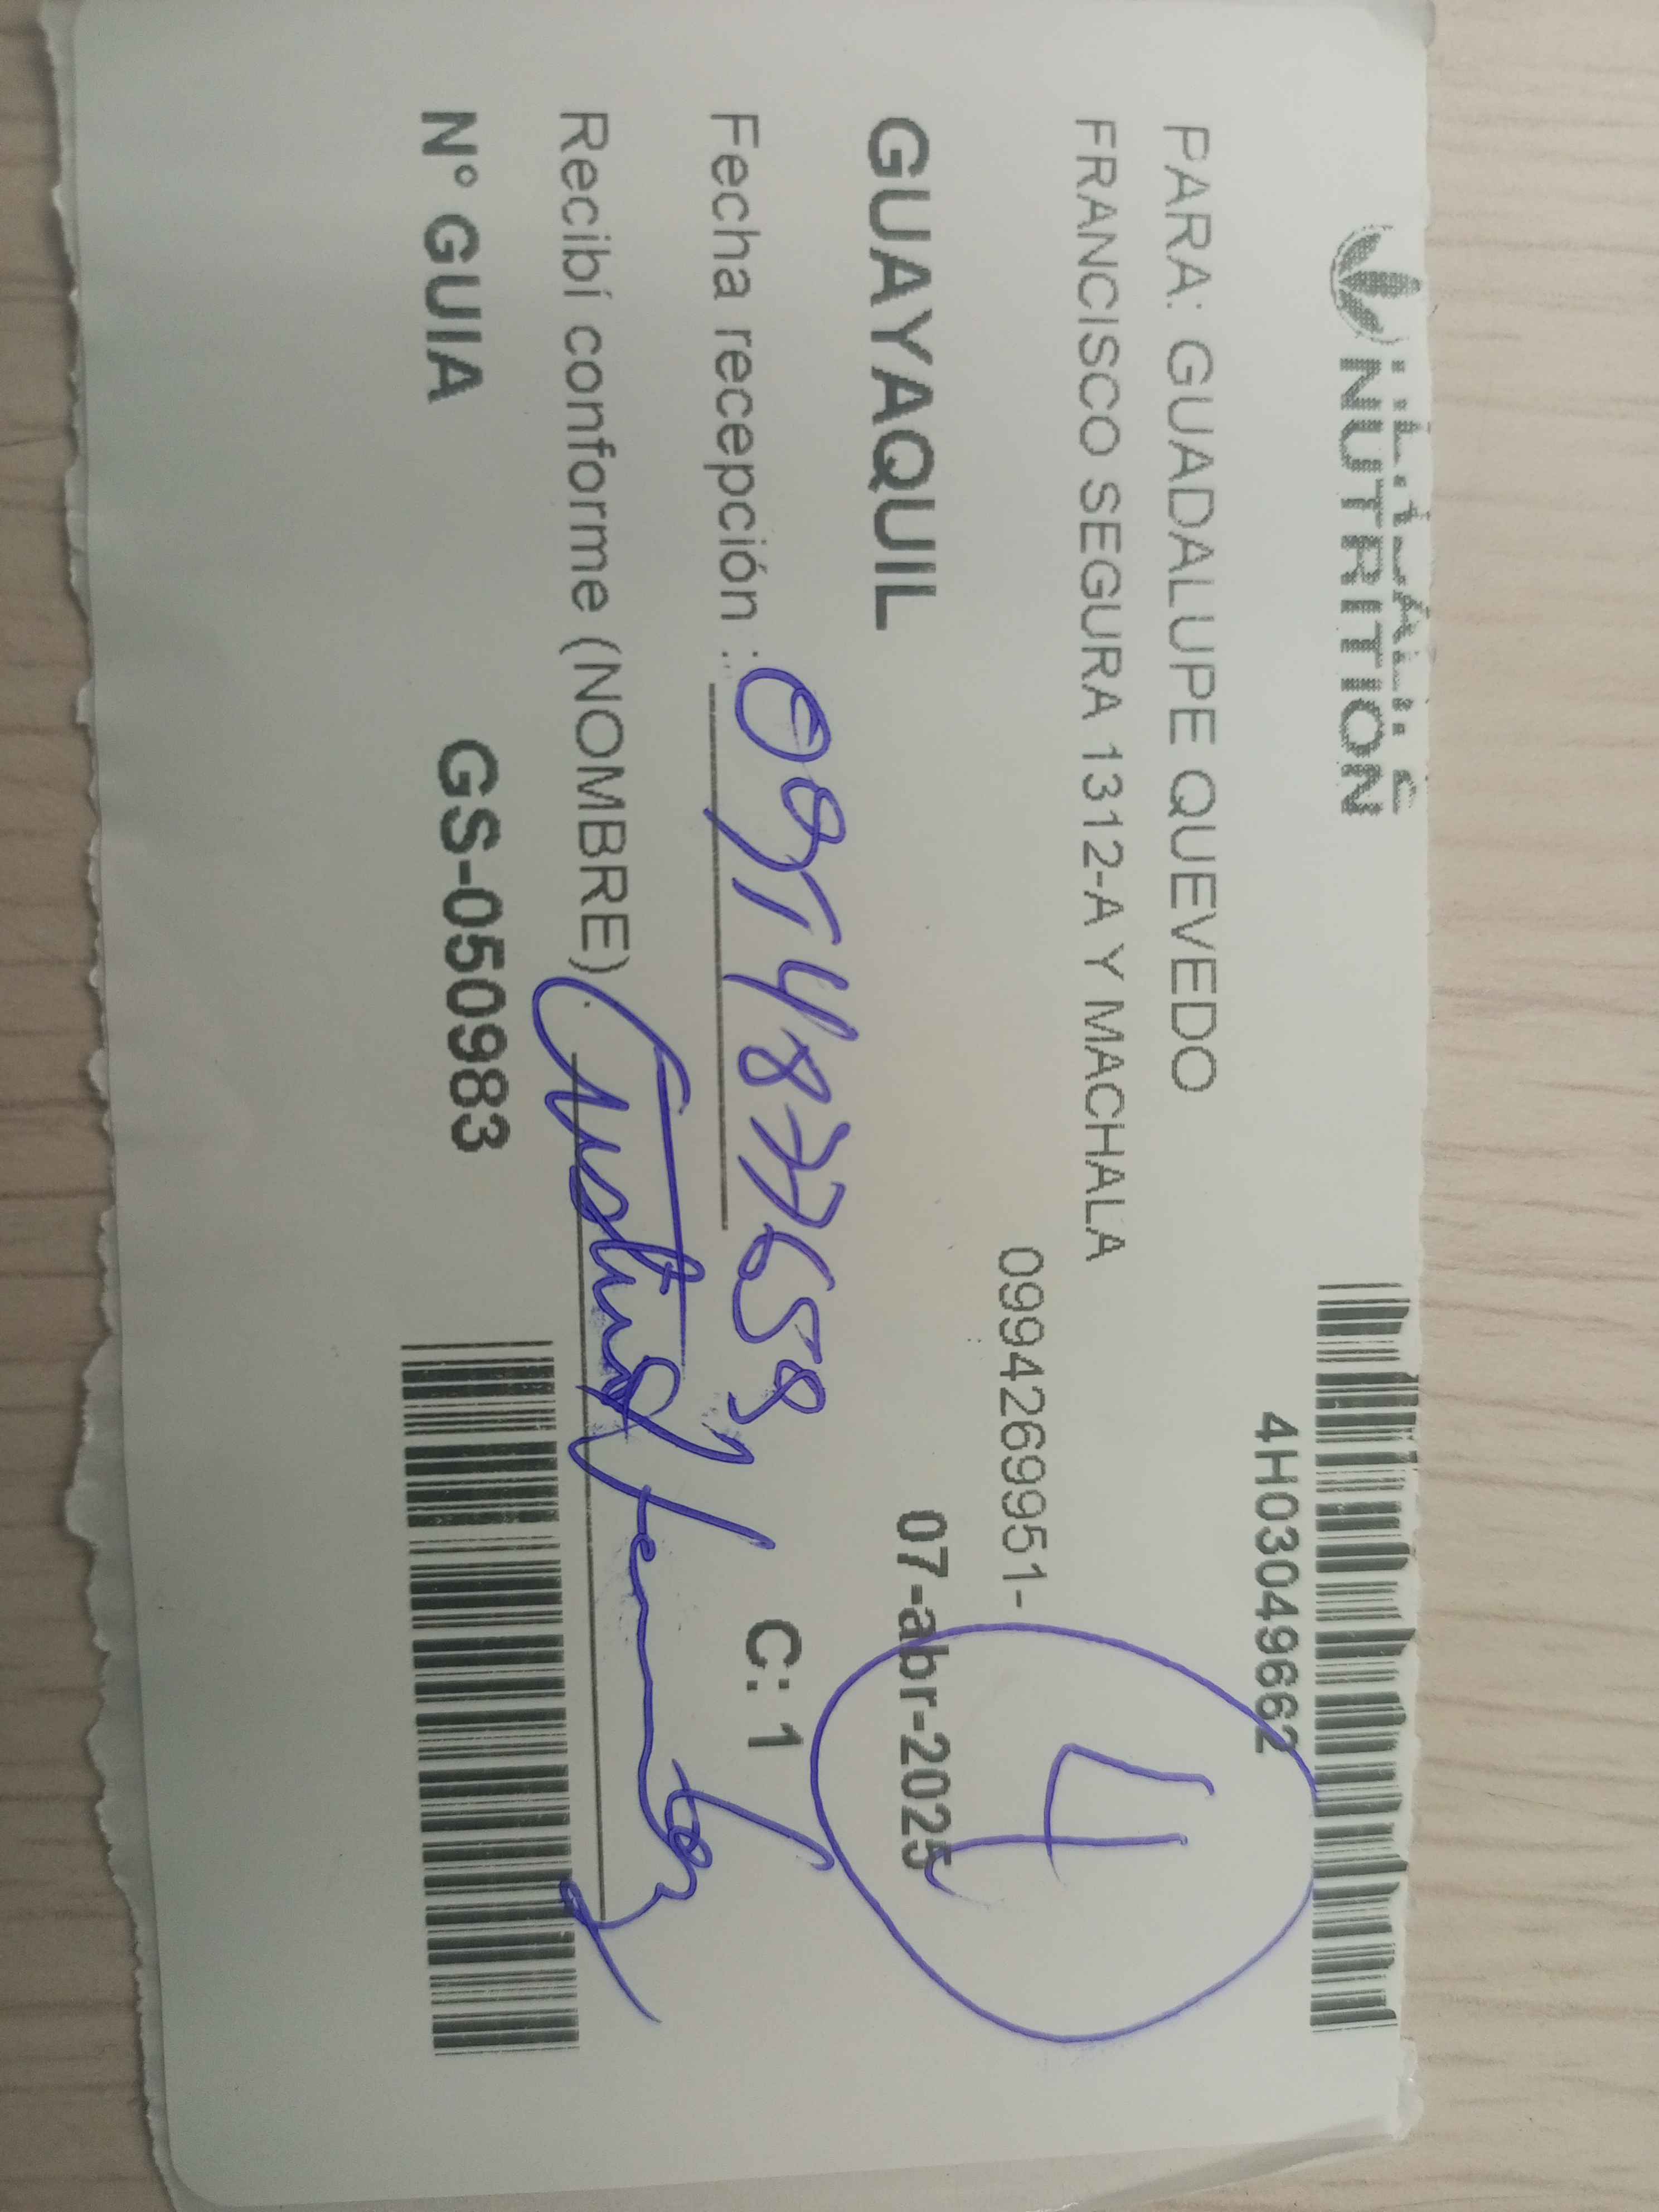 NUTRITION
4H03049662
PARA: GUADALUPE QUEVEDO
FRANCISCO SEGURA 1312-A Y MACHALA
0994269951-
4
GUAYAQUIL
07-abr-2025
Fecha recepción :
C: 1
Recibí conforme (NOMBRE):
N° GUIA GS-050983